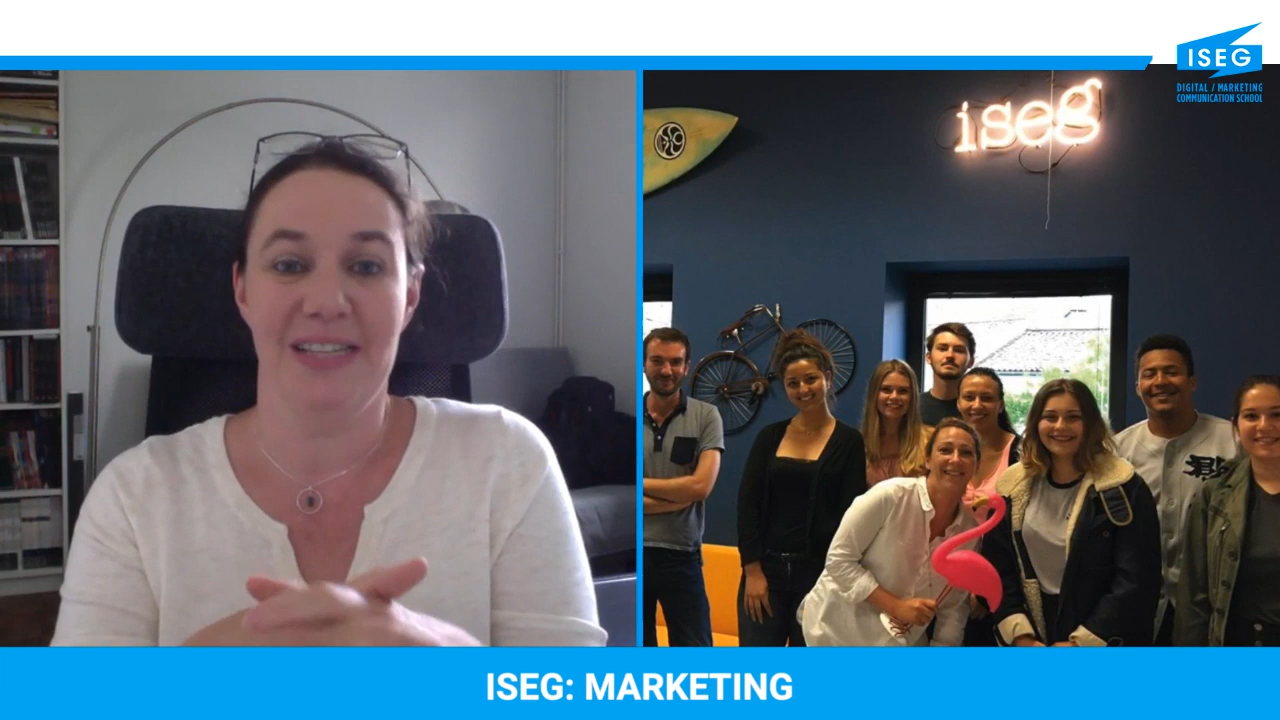 ISEG
DIGITAL / MARKETING
COMMUNICATION SCHOOL
iseg
ISEG: MARKETING